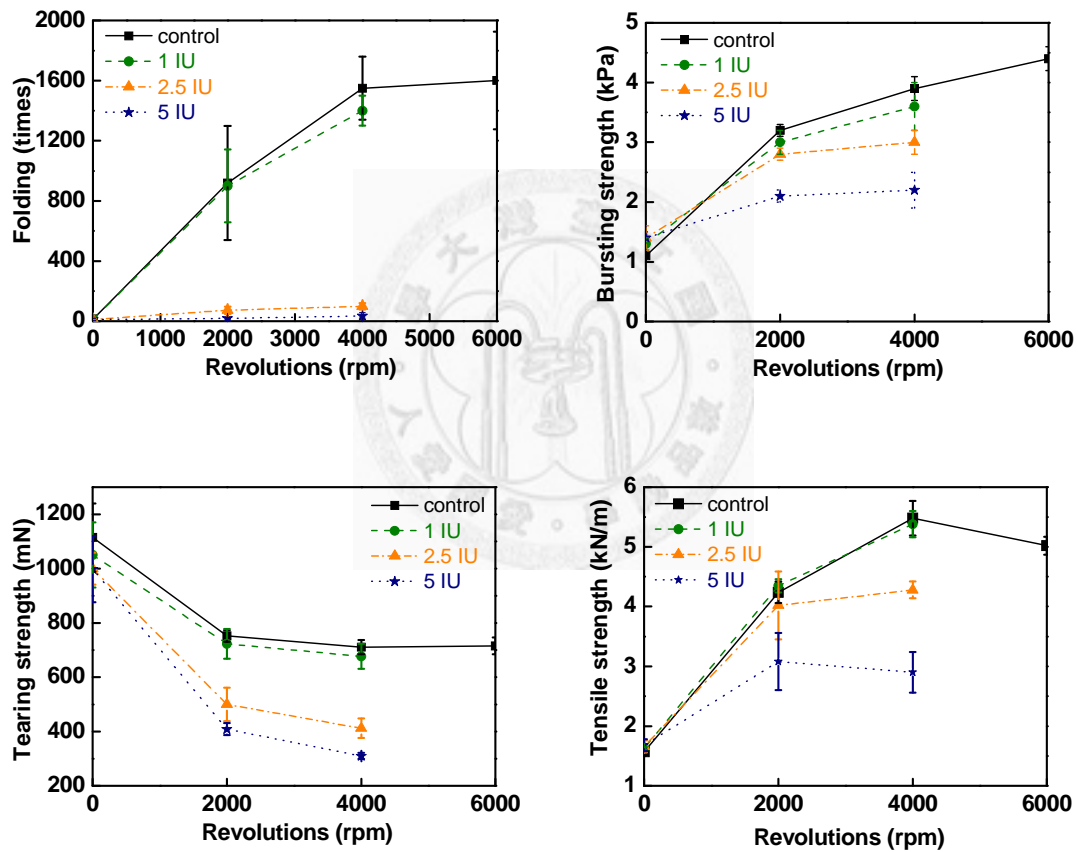 2000
1600
1200
800
400
0
Folding (times)
control
1 IU
2.5 IU
5 IU
0 1000 2000 3000 4000 5000 6000
Revolutions (rpm)
5
4
3
2
1
0
Bursting strength (kPa)
control
1 IU
2.5 IU
5 IU
0 2000 4000 6000
Revolutions (rpm)
1200
1000
800
600
400
200
Tearing strength (mN)
control
1 IU
2.5 IU
5 IU
0 2000 4000 6000
Revolutions (rpm)
6
5
4
3
2
1
Tensile strength (kN/m)
control
1 IU
2.5 IU
5 IU
0 2000 4000 6000
Revolutions (rpm)